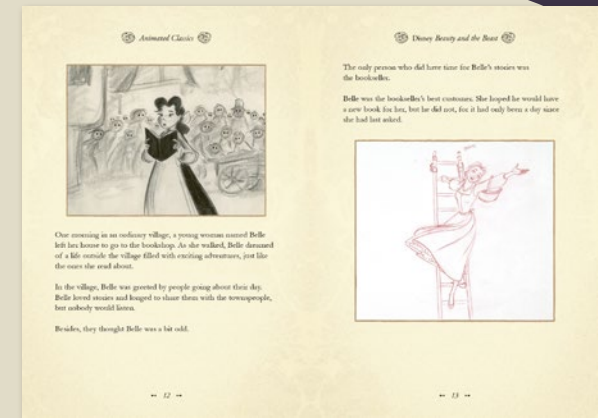 Animated Classics
One morning in an ordinary village, a young woman named Belle
left her house to go to the bookshop. As she walked, Belle dreamed
of a life outside the village filled with exciting adventures, just like
the ones she read about.
In the village, Belle was greeted by people going about their day.
Belle loved stories and longed to share them with the townspeople,
but nobody would listen.
Besides, they thought Belle was a bit odd.
12
Disney Beauty and the Beast
The only person who did have time for Belle's stories was
the bookseller.
Belle was the bookseller's best customer. She hoped he would have
a new book for her, but he did not, for it had only been a day since
she had last asked.
13